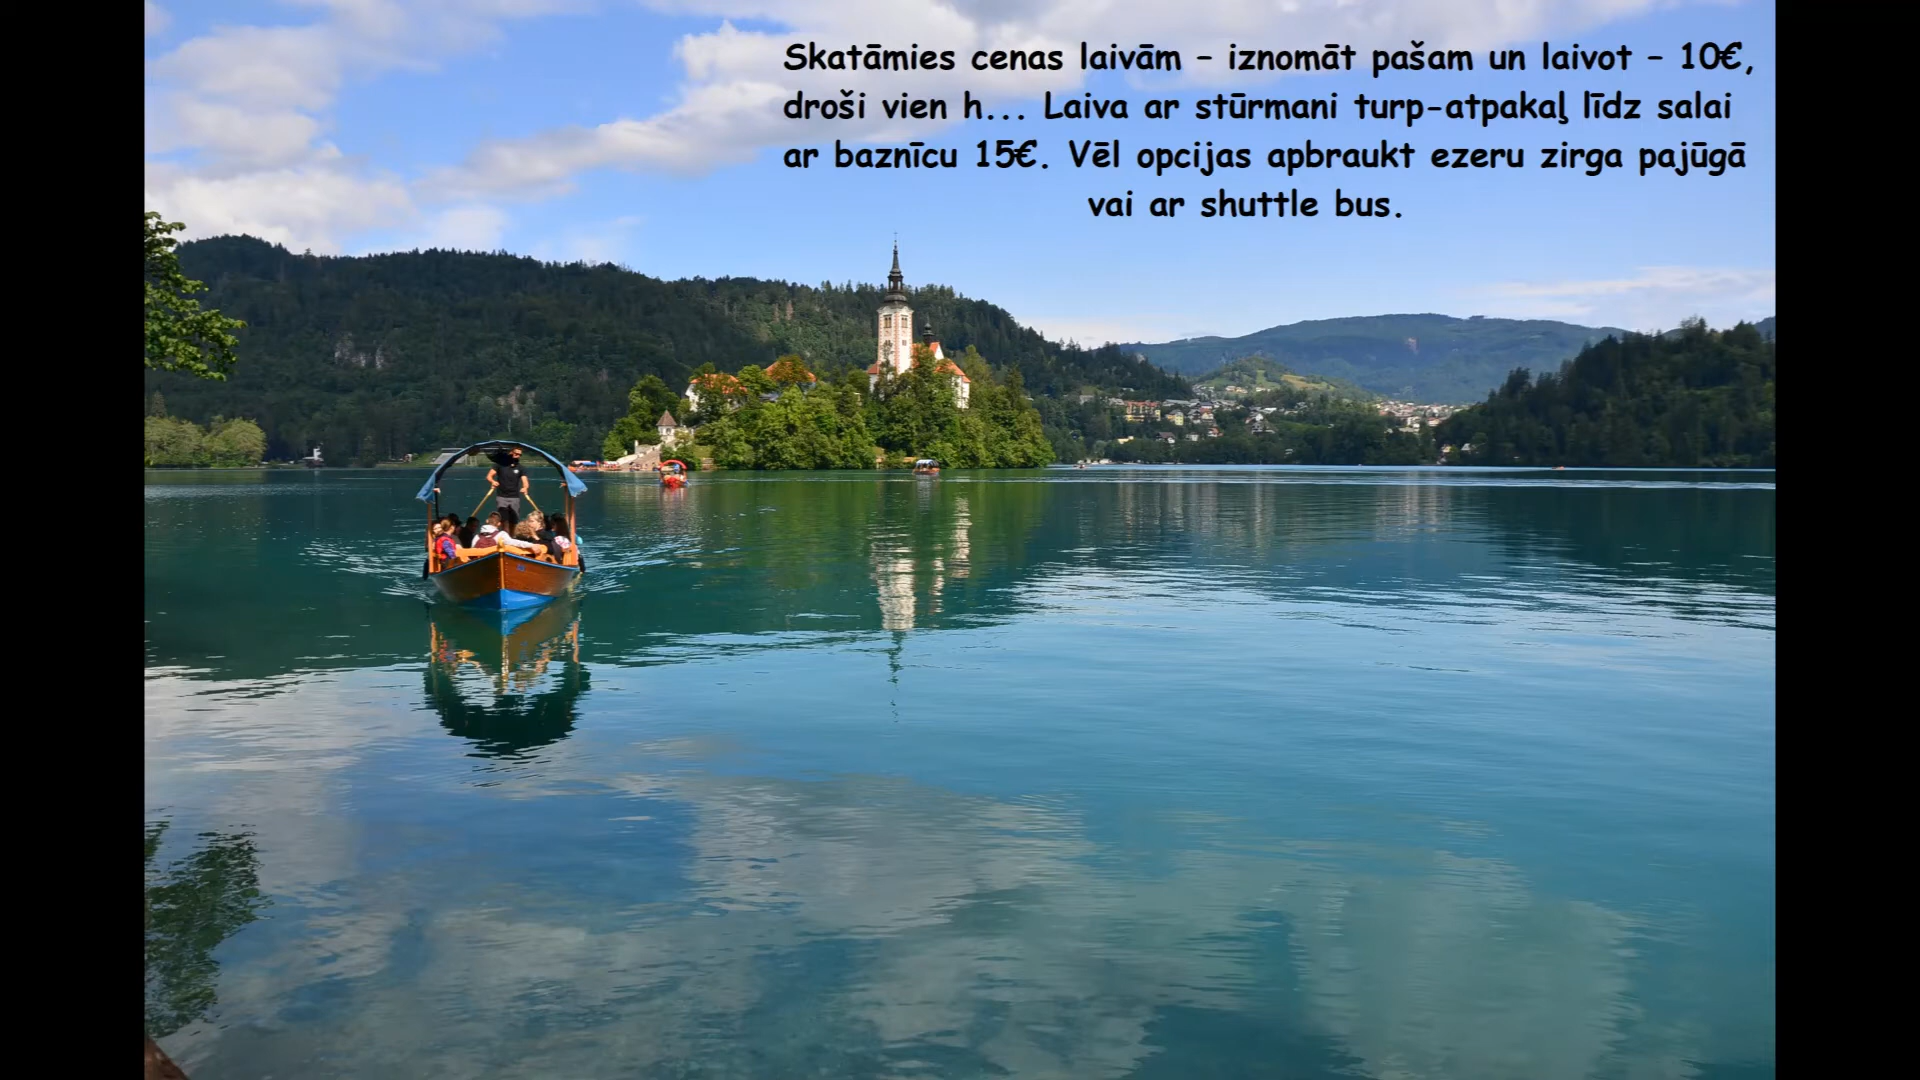 Skatāmies cenas laivām – iznomāt pašam un laivot – 10€,
droši vien h... Laiva ar stūrmani turp-atpakaļ līdz salai
ar baznīcu 15€. Vēl opcijas apbraukt ezeru zirga pajūgā
vai ar shuttle bus.